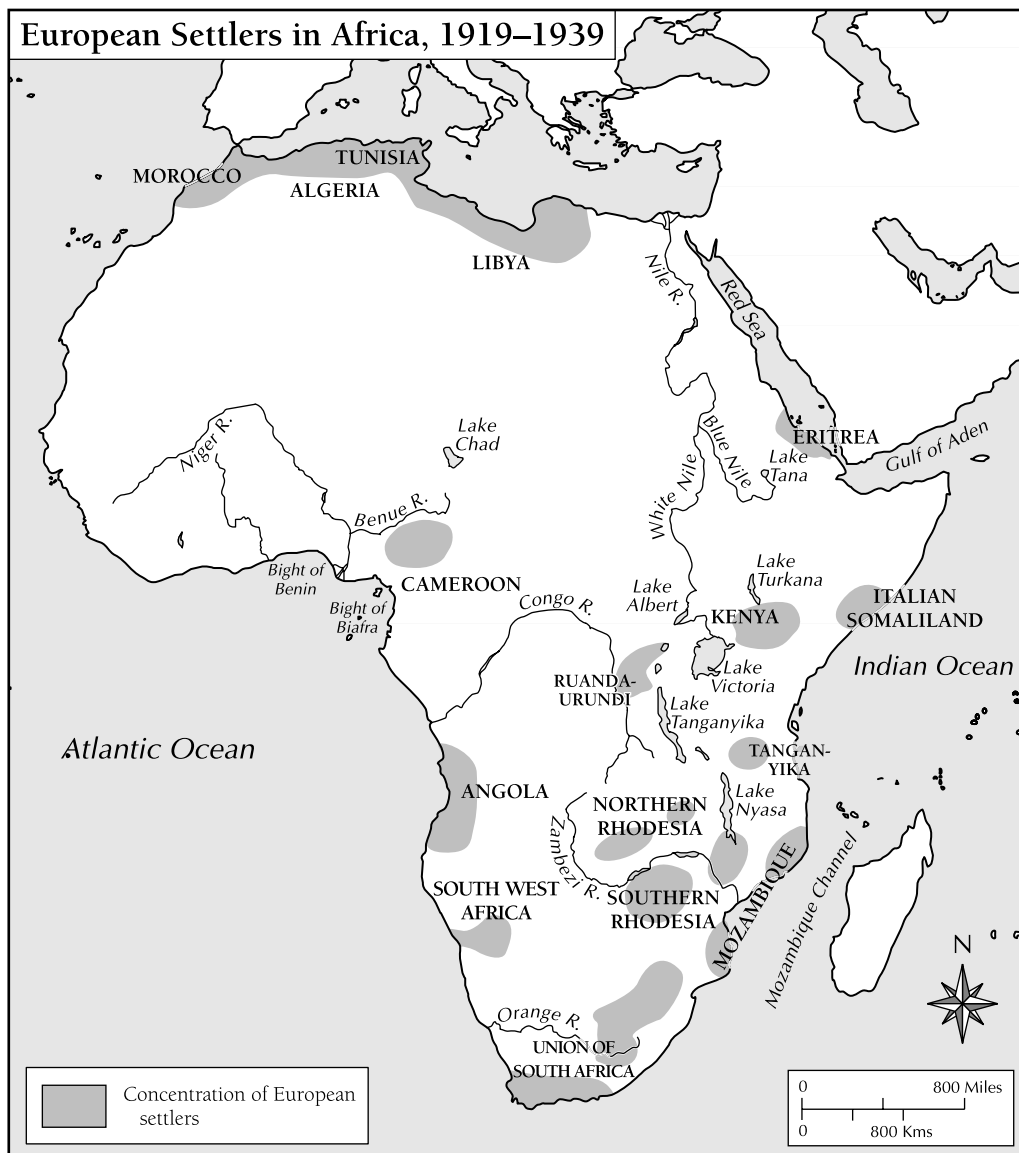 European Settlers in Africa, 1919–1939
MOROCCO
TUNISIA
ALGERIA
LIBYA
Nile R.
Red Sea
Niger R.
Lake
Chad
Benue R.
White Nile
Blue Nile
Lake
Tana
ERITREA
Gulf of Aden
Bight of
Benin
Bight of
Biafra
CAMEROON
Congo R.
Lake
Albert
Lake
Turkana
KENYA
ITALIAN
SOMALILAND
Indian Ocean
RUANDA-
URUNDI
Lake
Victoria
Lake
Tanganyika
Atlantic Ocean
TANGAN-
YIKA
ANGOLA
NORTHERN
RHODESIA
Lake
Nyasa
Zambezi R.
SOUTH WEST
AFRICA
SOUTHERN
RHODESIA
MOZAMBIQUE
Mozambique Channel
N
Orange R.
UNION OF
SOUTH AFRICA
Concentration of European
settlers
0 800 Miles
0 800 Kms